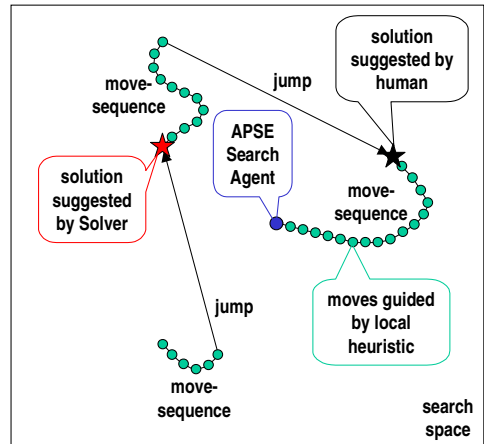 solution
suggested by
human
jump
move-
sequence
APSE
Search
Agent
solution
suggested
by Solver
move-
sequence
jump
moves guided
by local
heuristic
move-
sequence
search
space